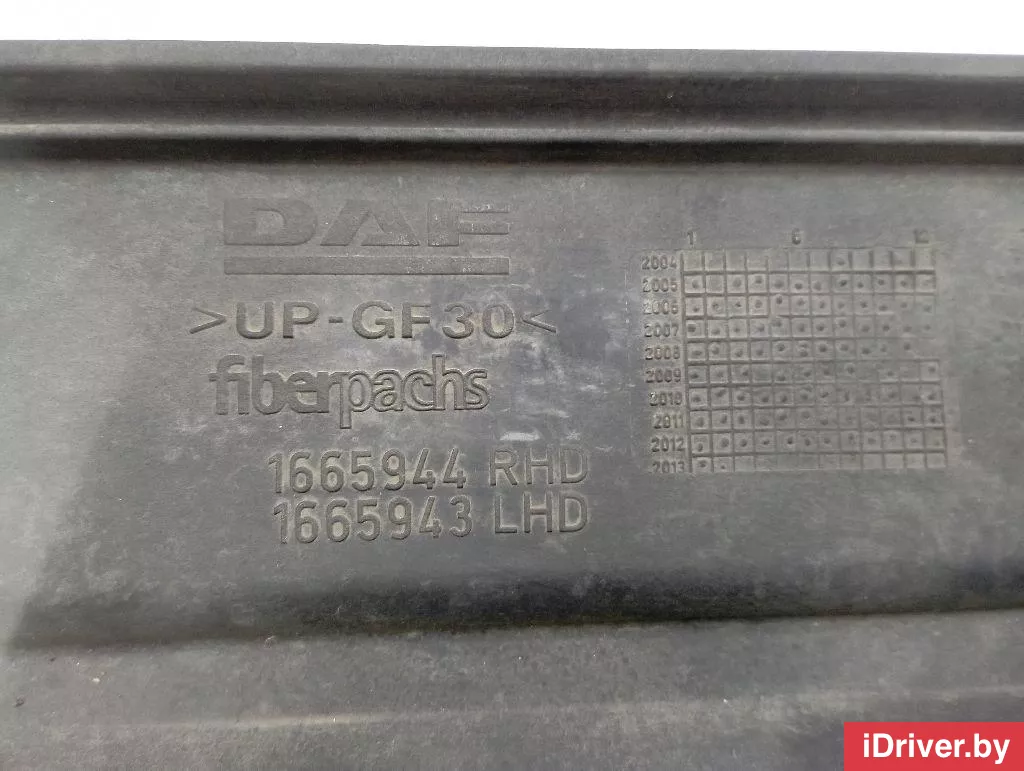 DAF
>UP-GF30<
fiberpachs
1665944 RHD
1665943 LHD
1 6 12
2004
2005
2006
2007
2008
2009
2010
2011
2012
2013
iDriver.by